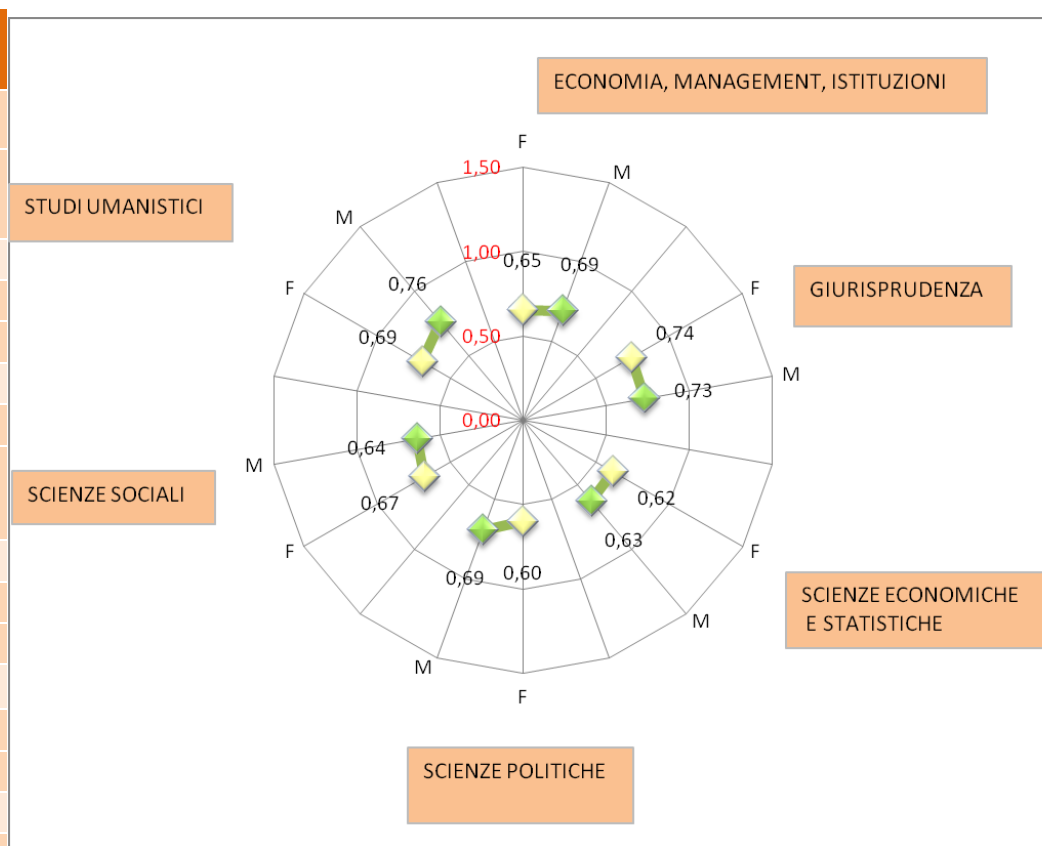 ECONOMIA, MANAGEMENT, ISTITUZIONI
F
1,50
M
STUDI UMANISTICI
M
1,00
0,65
0,69
F
0,76
F
GIURISPRUDENZA
0,69
0,50
0,74
M
0,73
0,00
0,64
M
SCIENZE SOCIALI
0,67
0,62
F
0,63
F
0,69
0,60
SCIENZE ECONOMICHE
E STATISTICHE
M
M
F
SCIENZE POLITICHE